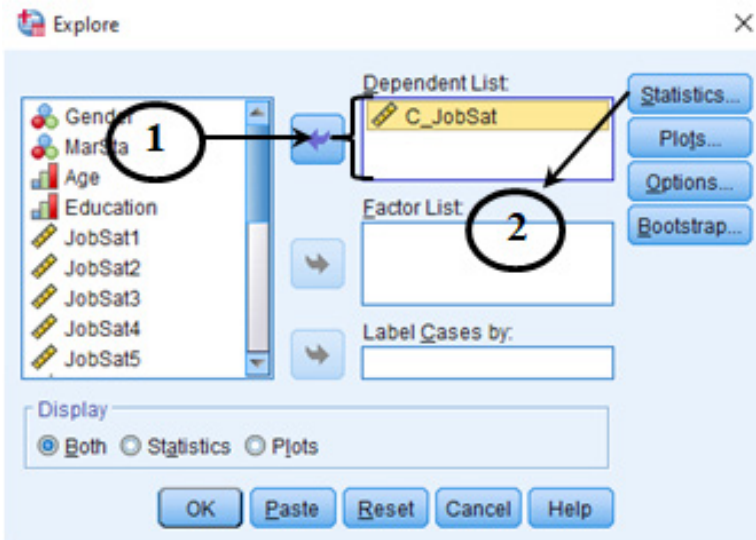 Explore
Dependent List:
C_JobSat
Gender
MarSta
Age
Education
JobSat1
JobSat2
JobSat3
JobSat4
JobSat5
1
2
Factor List:
Label Cases by:
Statistics...
Plots...
Options...
Bootstrap...
Display
Both Statistics Plots
OK Paste Reset Cancel Help